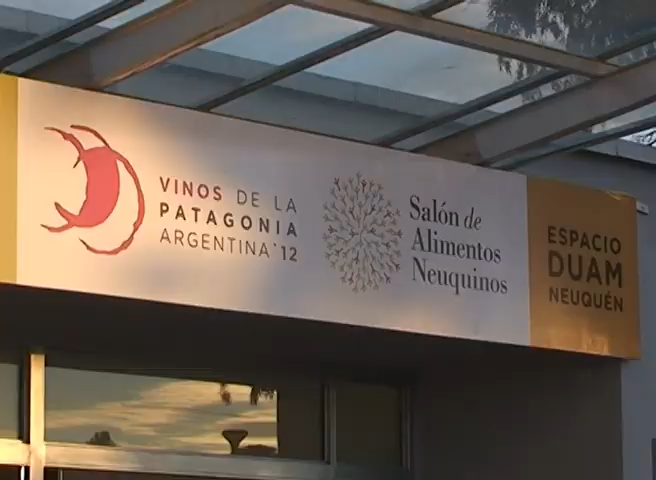 VINOS DE LA
PATAGONIA
ARGENTINA'12
Salón de
Alimentos
Neuquinos
ESPACIO
DUAM
NEUQUÉN